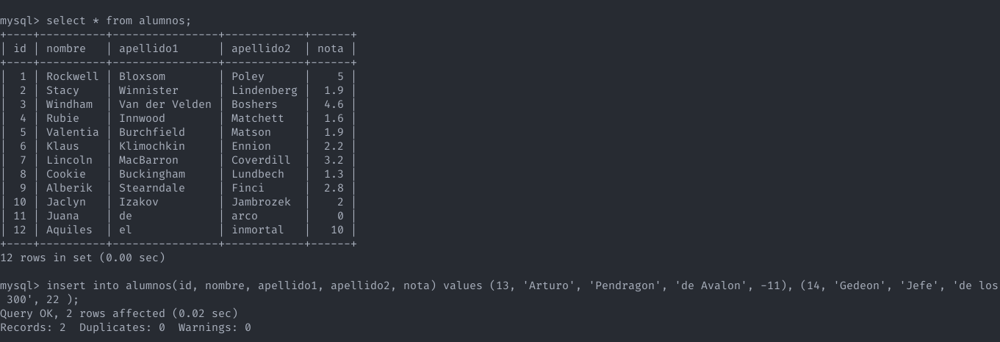 mysql> select * from alumnos;
+----+----------+----------------+------------+------+
| id | nombre   | apellido1      | apellido2  | nota |
+----+----------+----------------+------------+------+
|  1 | Rockwell | Bloxsom        | Poley      |    5 |
|  2 | Stacy    | Winnister      | Lindenberg |  1.9 |
|  3 | Windham  | Van der Velden | Boshers    |  4.6 |
|  4 | Rubie    | Innwood        | Matchett   |  1.6 |
|  5 | Valentia | Burchfield     | Matson     |  1.9 |
|  6 | Klaus    | Klimochkin     | Ennion     |  2.2 |
|  7 | Lincoln  | MacBarron      | Coverdill  |  3.2 |
|  8 | Cookie   | Buckingham     | Lundbech   |  1.3 |
|  9 | Alberik  | Stearndale     | Finci      |  2.8 |
| 10 | Jaclyn   | Izakov         | Jambrozek  |    2 |
| 11 | Juana    | de             | arco       |    0 |
| 12 | Aquiles  | el             | inmortal   |   10 |
+----+----------+----------------+------------+------+
12 rows in set (0.00 sec)
mysql> insert into alumnos(id, nombre, apellido1, apellido2, nota) values (13, 'Arturo', 'Pendragon', 'de Avalon', -11), (14, 'Gedeon', 'Jefe', 'de los
 300', 22 );
Query OK, 2 rows affected (0.02 sec)
Records: 2  Duplicates: 0  Warnings: 0